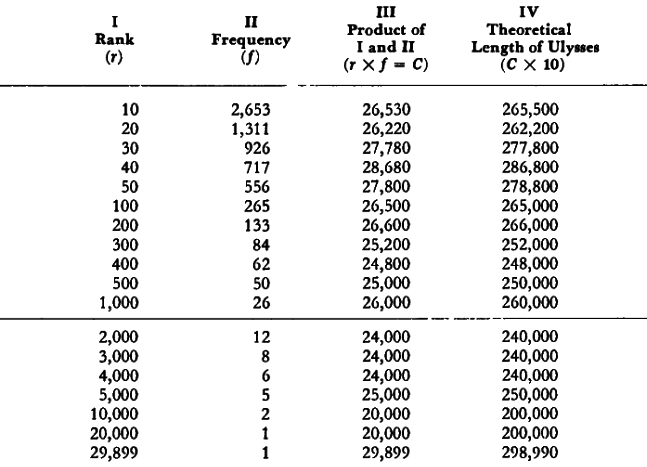 I II III IV
Rank Frequency Product of Theoretical
(r) (f) I and II Length of Ulysses
(r × f = C) (C × 10)
10 2,653 26,530 265,500
20 1,311 26,220 262,200
30 926 27,780 277,800
40 717 28,680 286,800
50 556 27,800 278,800
100 265 26,500 265,000
200 133 26,600 266,000
300 84 25,200 252,000
400 62 24,800 248,000
500 50 25,000 250,000
1,000 26 26,000 260,000
2,000 12 24,000 240,000
3,000 8 24,000 240,000
4,000 6 24,000 240,000
5,000 5 25,000 250,000
10,000 2 20,000 200,000
20,000 1 20,000 200,000
29,899 1 29,899 298,990